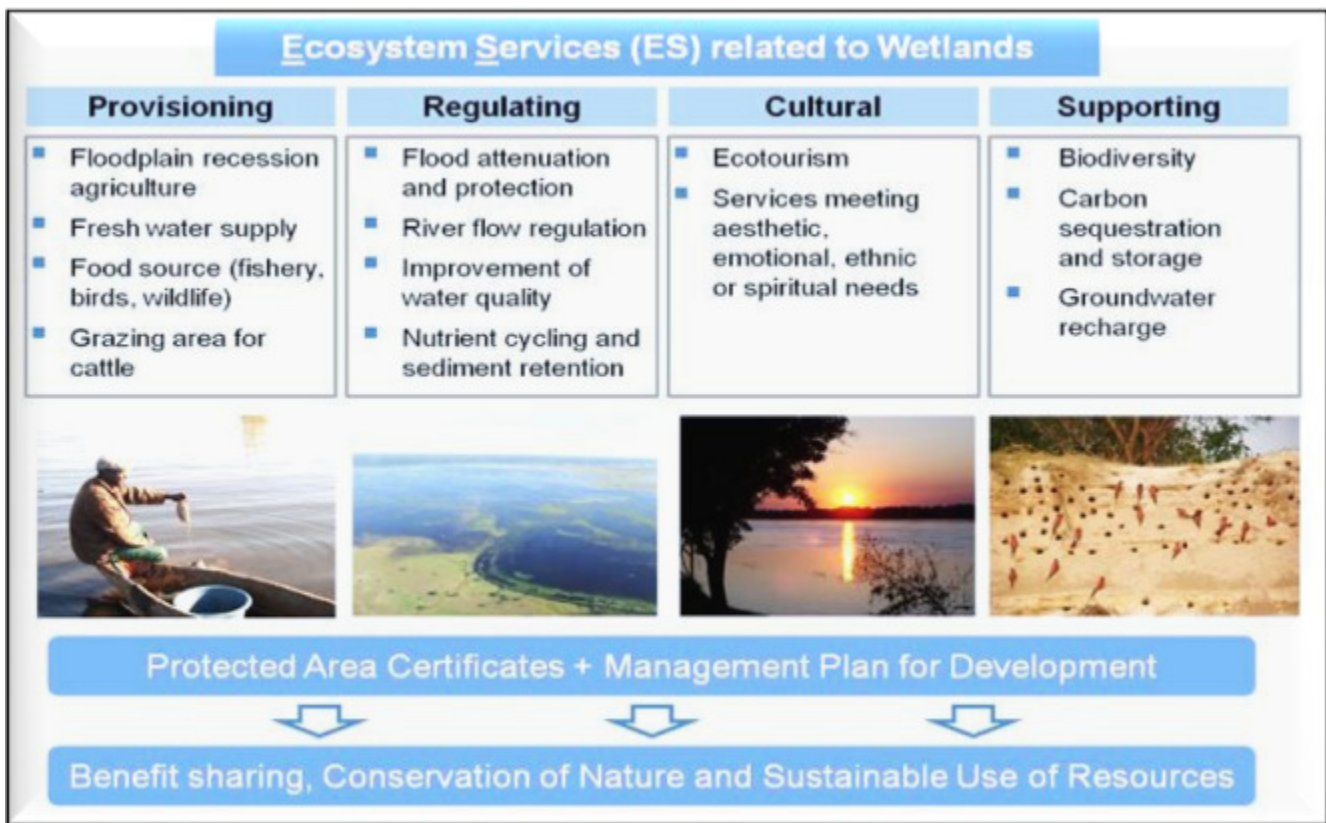 Ecosystem Services (ES) related to Wetlands
Provisioning
Floodplain recession
agriculture
Fresh water supply
Food source (fishery,
birds, wildlife)
Grazing area for
cattle
Regulating
Flood attenuation
and protection
River flow regulation
Improvement of
water quality
Nutrient cycling and
sediment retention
Cultural
Ecotourism
Services meeting
aesthetic,
emotional, ethnic
or spiritual needs
Supporting
Biodiversity
Carbon
sequestration
and storage
Groundwater
recharge
Protected Area Certificates + Management Plan for Development
Benefit sharing, Conservation of Nature and Sustainable Use of Resources